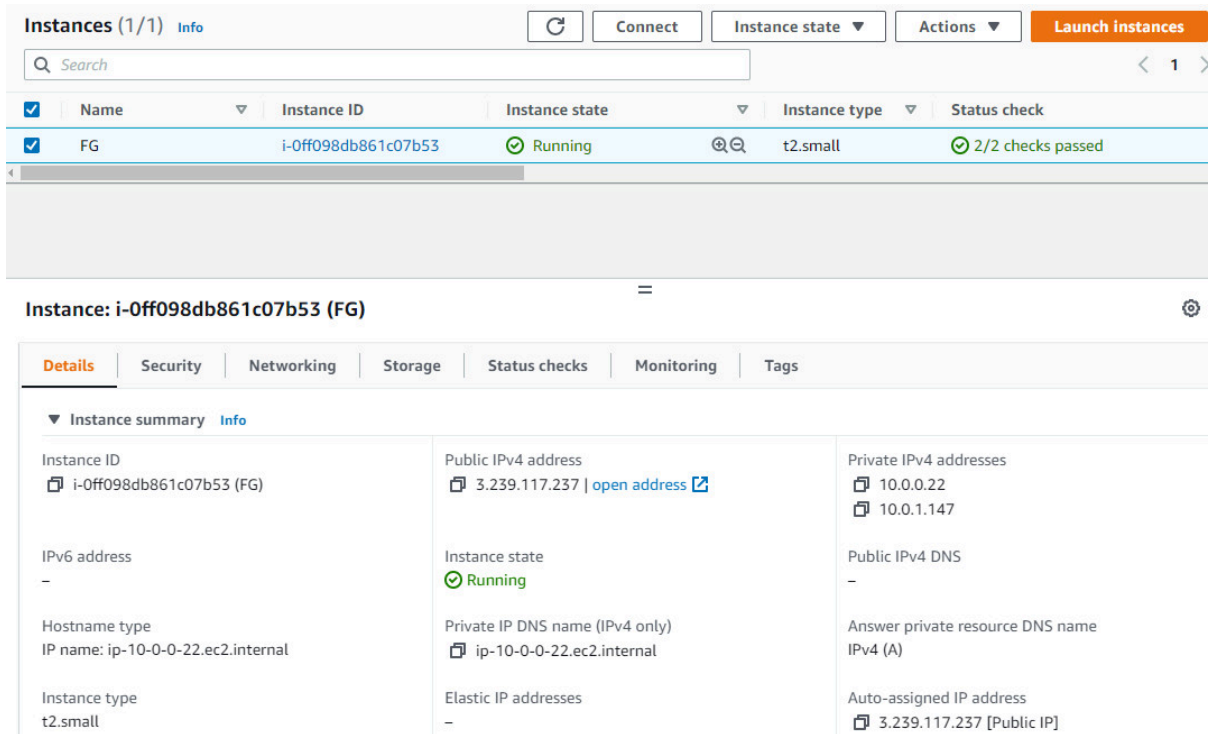 Instances (1/1) Info Connect Instance state Actions Launch instances
Search 1
Name Instance ID Instance state Instance type Status check
FG i-0ff098db861c07b53 Running t2.small 2/2 checks passed
Instance: i-0ff098db861c07b53 (FG)
Details Security Networking Storage Status checks Monitoring Tags
Instance summary Info
Instance ID Public IPv4 address Private IPv4 addresses
i-0ff098db861c07b53 (FG) 3.239.117.237 | open address 10.0.0.22
10.0.1.147
IPv6 address Instance state Public IPv4 DNS
– Running –
Hostname type Private IP DNS name (IPv4 only) Answer private resource DNS name
IP name: ip-10-0-0-22.ec2.internal ip-10-0-0-22.ec2.internal IPv4 (A)
Instance type Elastic IP addresses Auto-assigned IP address
t2.small – 3.239.117.237 [Public IP]